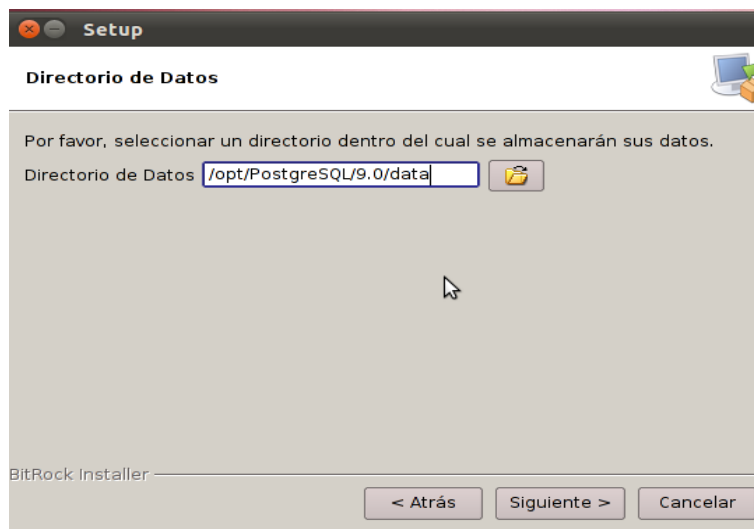 Setup
Directorio de Datos
Por favor, seleccionar un directorio dentro del cual se almacenarán sus datos.
Directorio de Datos /opt/PostgreSQL/9.0/data
BitRock Installer
< Atrás Siguiente > Cancelar